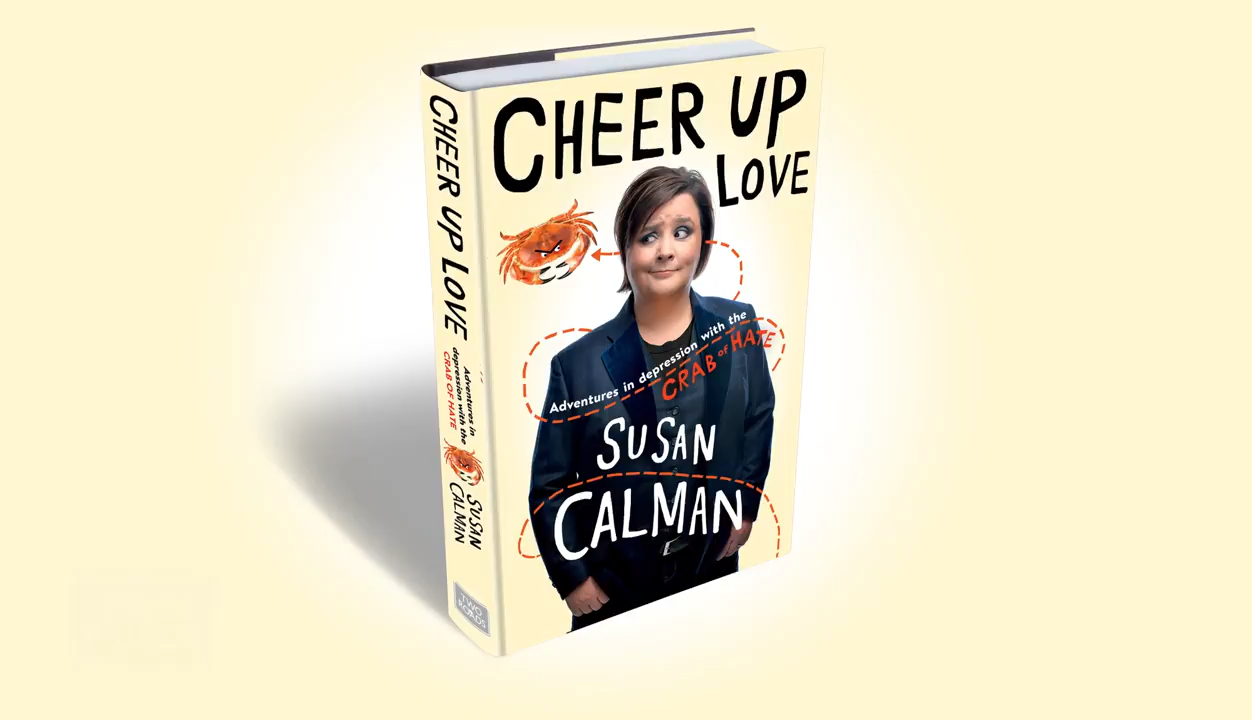 CHEER UP
LOVE
Adventures in depression with the
CRAB of HATE
SUSAN
CALMAN
CHEER UP LOVE
Adventures in
depression with the
CRAB OF HATE
SUSAN
CALMAN
TWO
ROADS